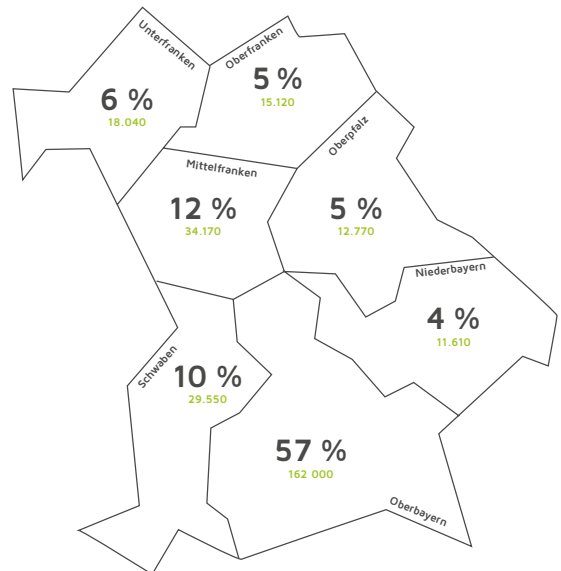 Unterfranken
6 %
18.040
Oberfranken
5 %
15.120
Mittelfranken
12 %
34.170
Oberpfalz
5 %
12.770
Niederbayern
4 %
11.610
Schwaben
10 %
29.550
57 %
162 000
Oberbayern